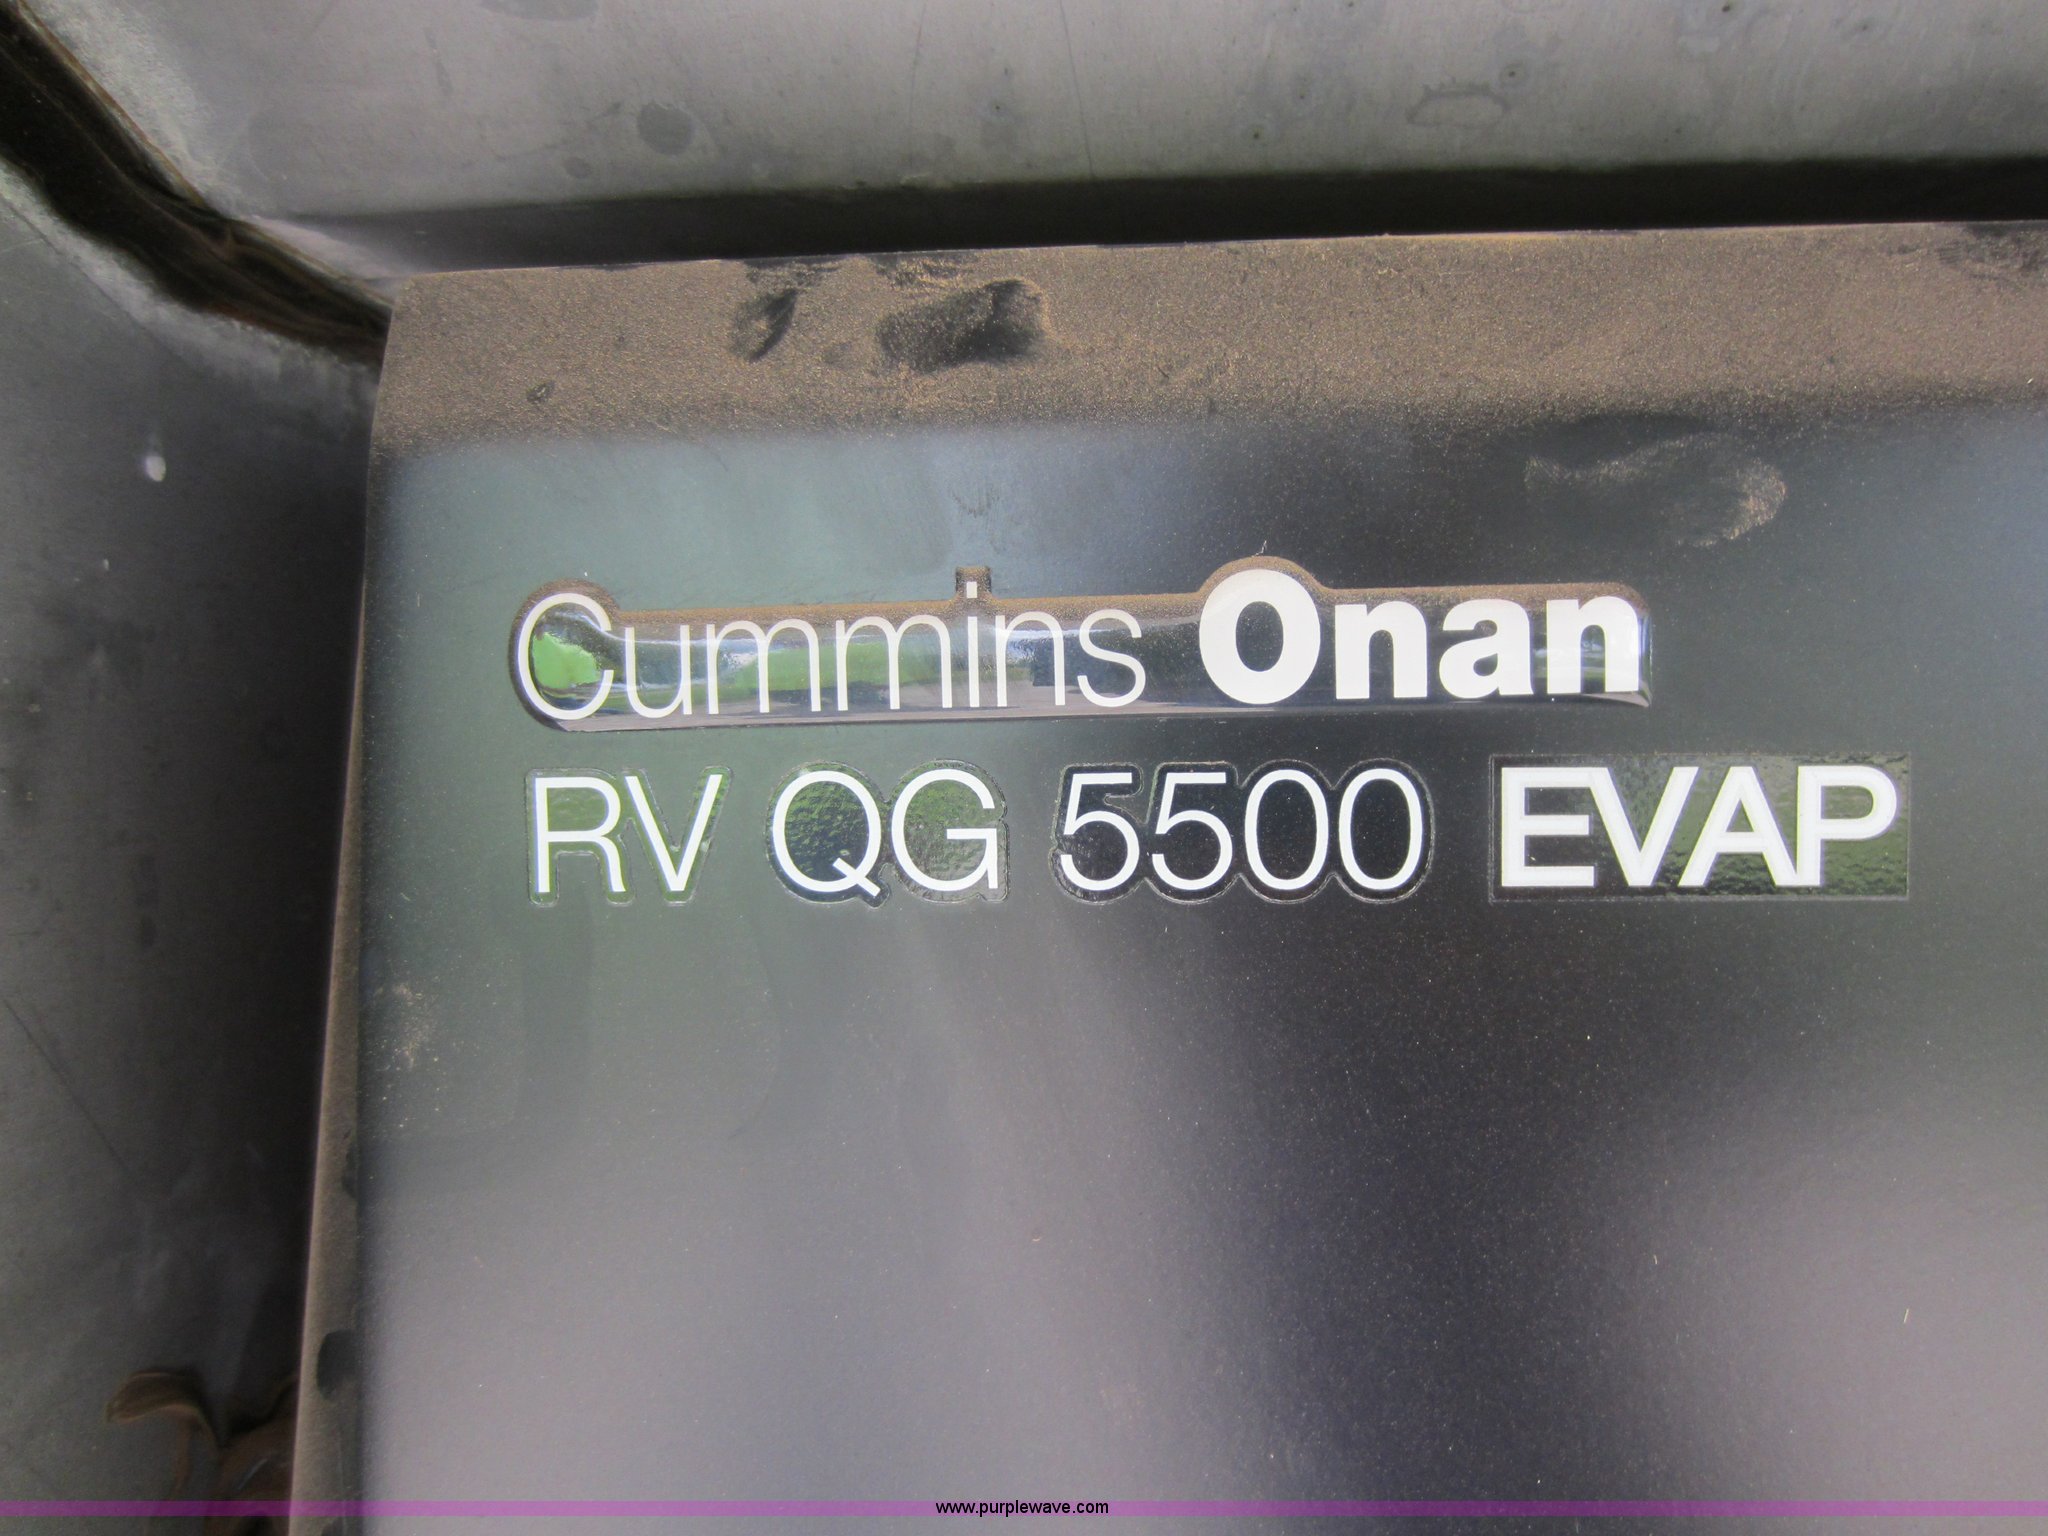 Cummins Onan
RV QG 5500 EVAP
www.purplewave.com